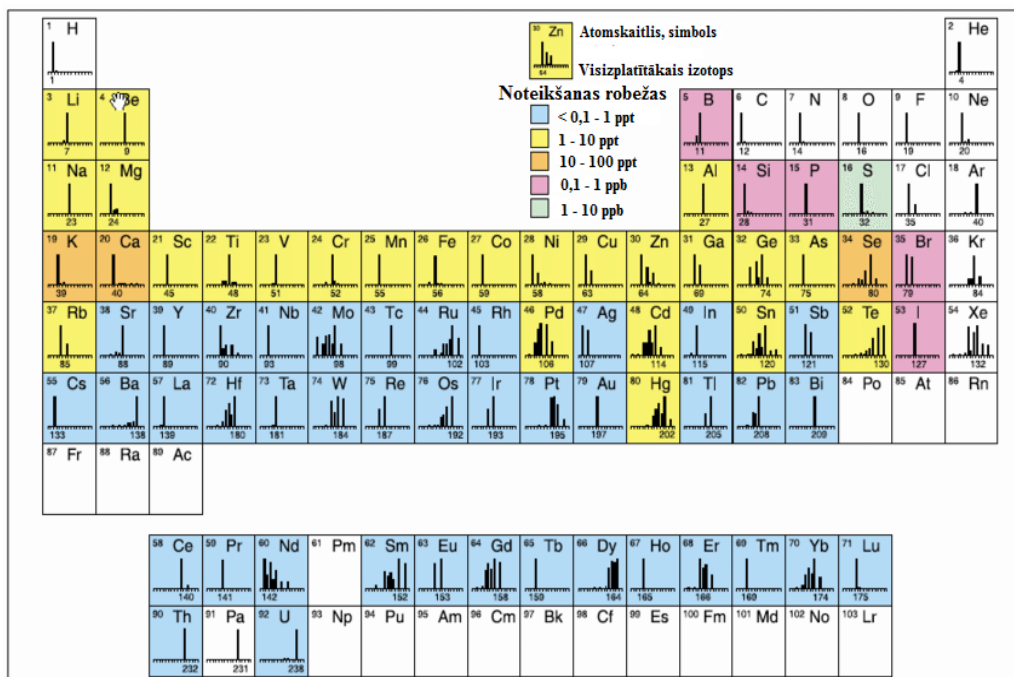 1 H
1
30 Zn
64
Atomskaitlis, simbols
Visizplatītākais izotops
2 He
4
Noteikšanas robežas
< 0,1 - 1 ppt
1 - 10 ppt
10 - 100 ppt
0,1 - 1 ppb
1 - 10 ppb
3 Li 4 Be 5 B 6 C 7 N 8 O 9 F 10 Ne
7 9 11 12 14 16 19 20
11 Na 12 Mg 13 Al 14 Si 15 P 16 S 17 Cl 18 Ar
23 24 27 28 31 32 35 40
19 K 20 Ca 21 Sc 22 Ti 23 V 24 Cr 25 Mn 26 Fe 27 Co 28 Ni 29 Cu 30 Zn 31 Ga 32 Ge 33 As 34 Se 35 Br 36 Kr
39 40 45 48 51 52 55 56 59 58 63 64 69 74 75 80 79 84
37 Rb 38 Sr 39 Y 40 Zr 41 Nb 42 Mo 43 Tc 44 Ru 45 Rh 46 Pd 47 Ag 48 Cd 49 In 50 Sn 51 Sb 52 Te 53 I 54 Xe
85 88 89 90 93 98 99 102 103 106 107 114 115 120 121 130 127 132
55 Cs 56 Ba 57 La 72 Hf 73 Ta 74 W 75 Re 76 Os 77 Ir 78 Pt 79 Au 80 Hg 81 Tl 82 Pb 83 Bi 84 Po 85 At 86 Rn
133 138 139 180 181 184 187 192 193 195 197 202 205 208 209
87 Fr 88 Ra 89 Ac
58 Ce 59 Pr 60 Nd 61 Pm 62 Sm 63 Eu 64 Gd 65 Tb 66 Dy 67 Ho 68 Er 69 Tm 70 Yb 71 Lu
140 141 142 152 153 158 150 164 165 166 169 174 175
90 Th 91 Pa 92 U 93 Np 94 Pu 95 Am 96 Cm 97 Bk 98 Cf 99 Es 100 Fm 101 Md 102 No 103 Lr
232 231 238